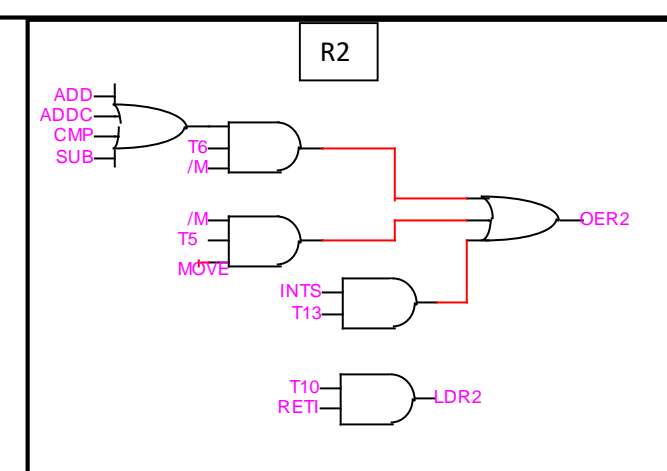 R2
ADD
ADDC
CMP
SUB
T6
/M
/M
T5
MOVE
OER2
INTS
T13
T10
RETI
LDR2